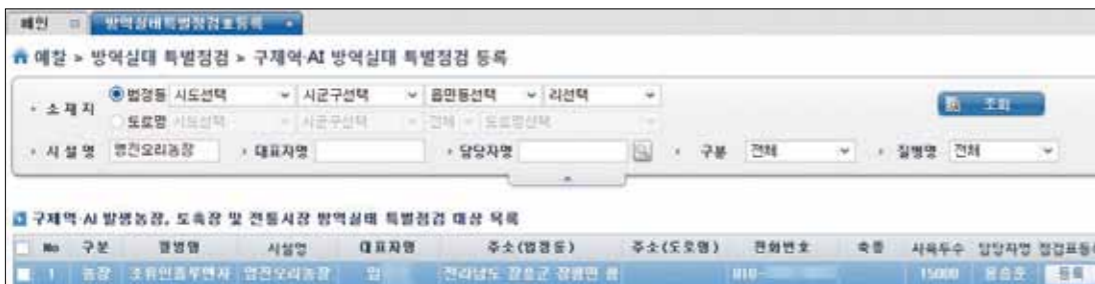 메인
방역실태특별점검표등록
예찰 > 방역실태 특별점검 > 구제역·AI 방역실태 특별점검 등록
소재지 법정동 시도선택 시군구선택 읍면동선택 리선택 조회
도로명 시도선택 시군구선택 전체 도로명선택
시설명 영진오리농장 대표자명 담당자명 구분 전체 질병명 전체
구제역·AI 발생농장, 도축장 및 전통시장 방역실태 특별점검 대상 목록
No 구분 질병명 시설명 대표자명 주소(법정동) 주소(도로명) 전화번호 축종 사육두수 담당자명 점검표등록
1 농장 조류인플루엔자 영진오리농장 임 전라남도 장흥군 장평면 010- 15000 등록